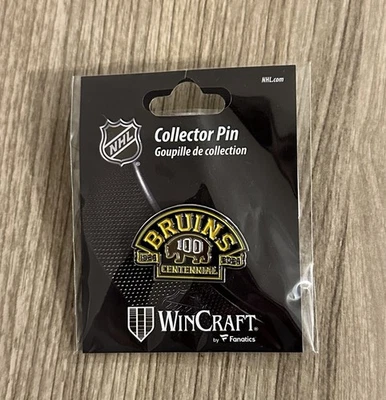 NHL.com
NHL
Collector Pin
Goupille de collection
BRUINS
100
1924 2024
CENTENNIAL
WINCRAFT®
by Fanatics